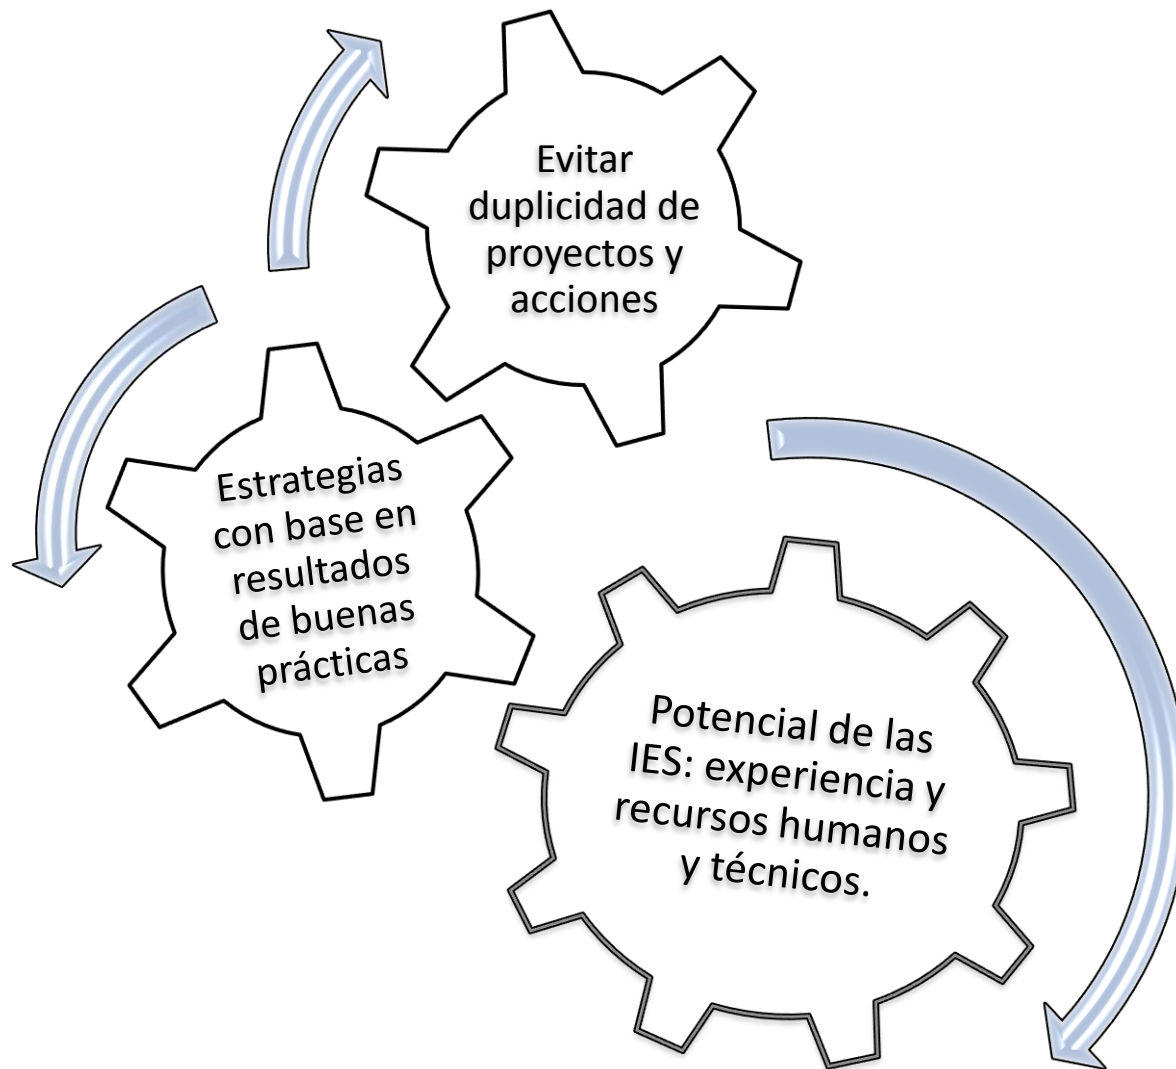 Evitar
duplicidad de
proyectos y
acciones
Estrategias
con base en
resultados
de buenas
prácticas
Potencial de las
IES: experiencia y
recursos humanos
y técnicos.